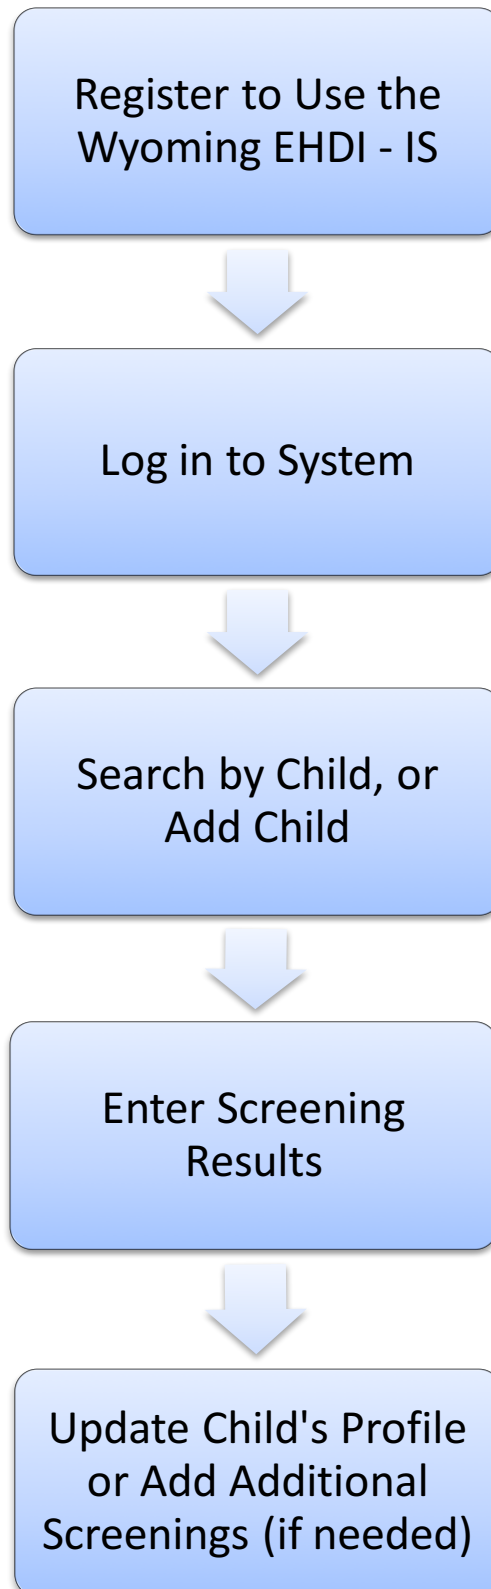 Register to Use the
Wyoming EHDI - IS
Log in to System
Search by Child, or
Add Child
Enter Screening
Results
Update Child's Profile
or Add Additional
Screenings (if needed)